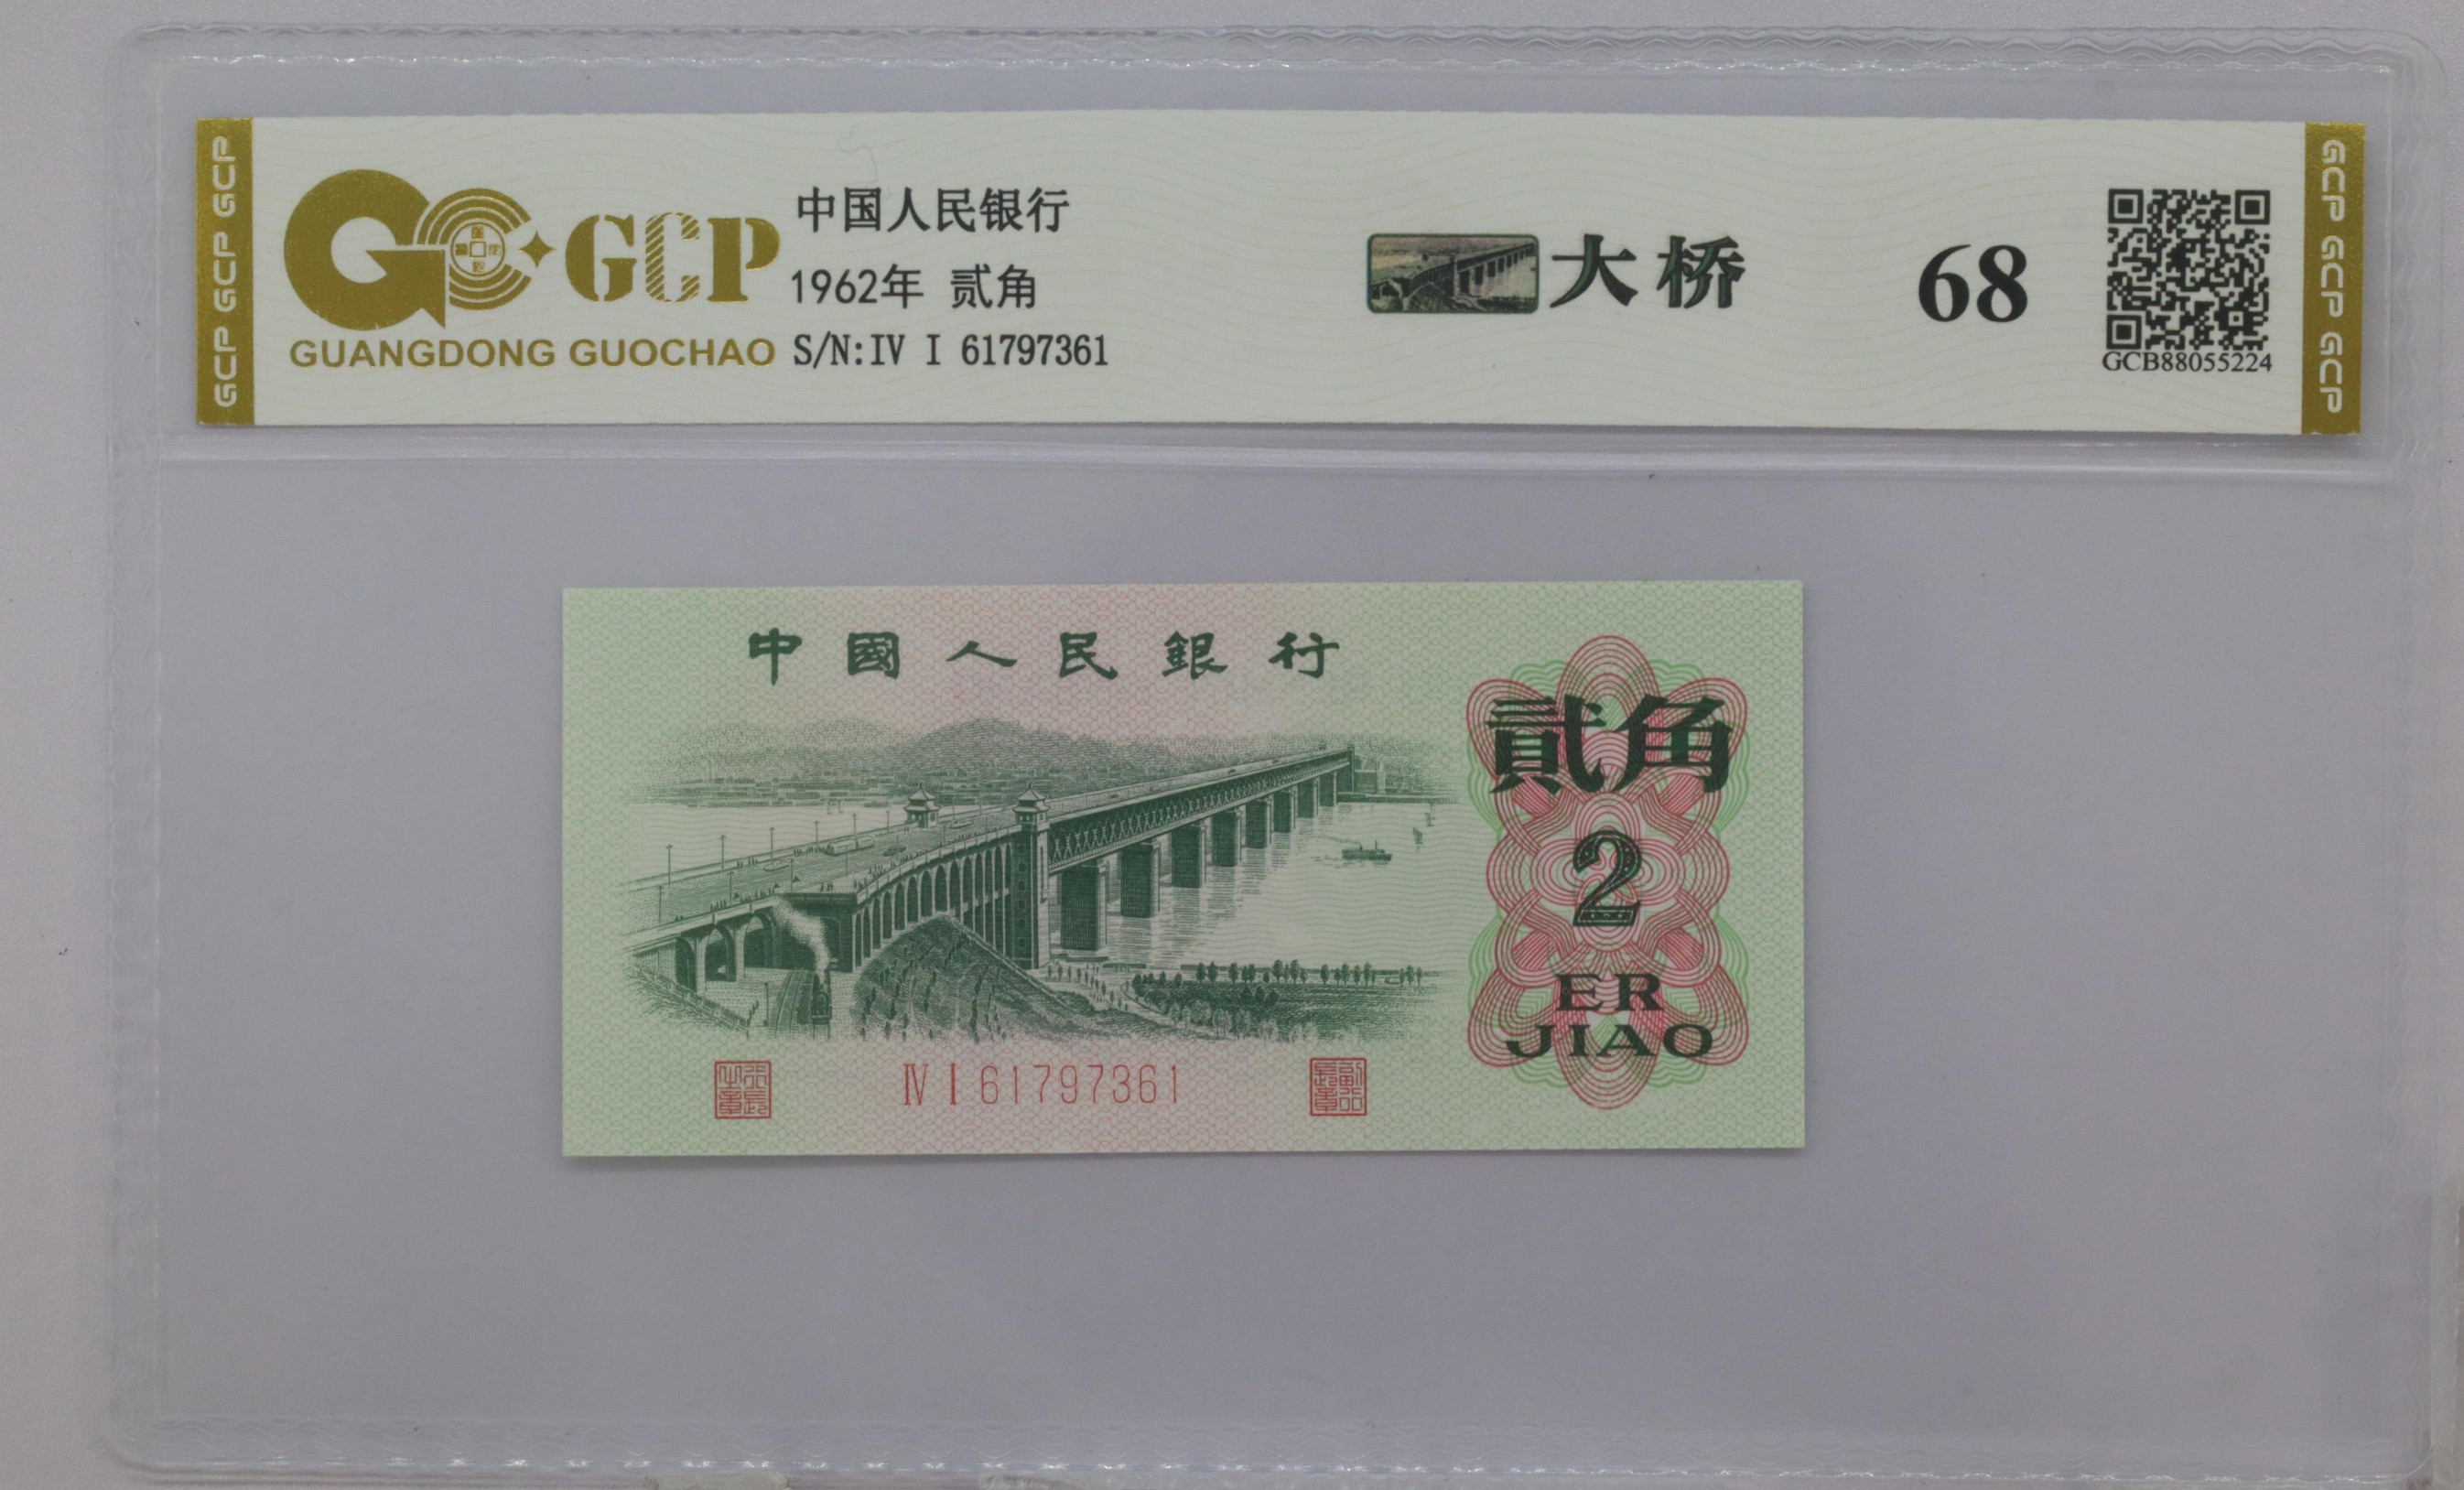 GCP GCP GCP
GCP
GUANGDONG GUOCHAO
中国人民银行
1962年 贰角
S/N:IV I 61797361
大桥
68
GCB88055224
GCP GCP GCP
中國人民銀行
貳角
2
ER
JIAO
IV I 61797361